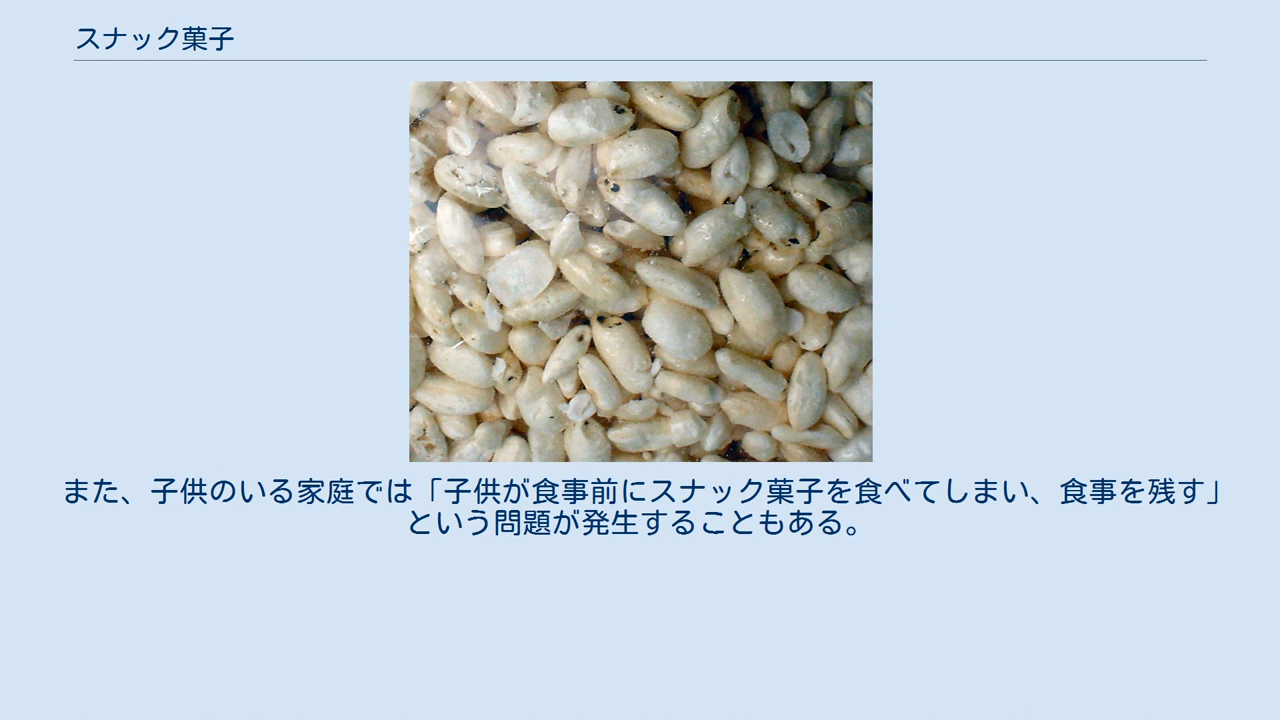 スナック菓子
また、子供のいる家庭では「子供が食事前にスナック菓子を食べてしまい、食事を残す」
という問題が発生することもある。